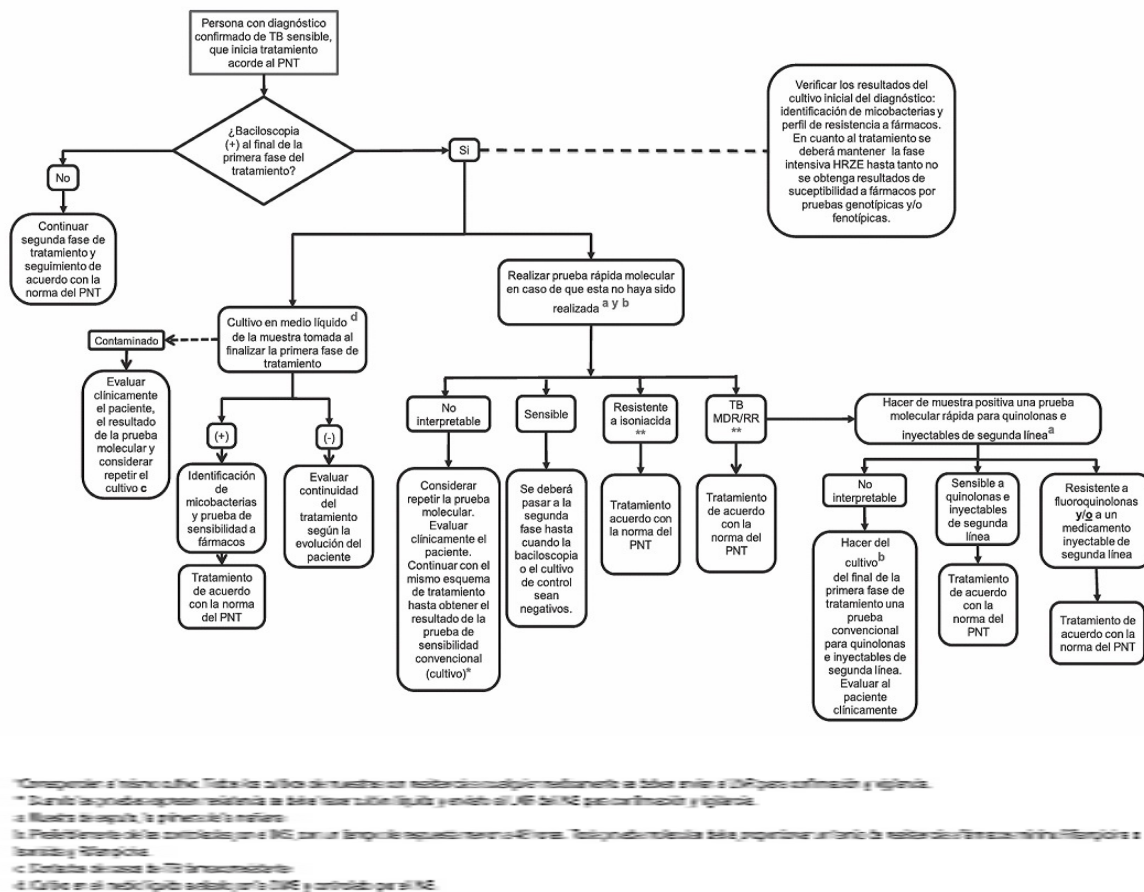 Persona con diagnóstico
confirmado de TB sensible,
que inicia tratamiento
acorde al PNT
¿Baciloscopia
(+) al final de la
primera fase del
tratamiento?
No
Si
Continuar
segunda fase de
tratamiento y
seguimiento de
acuerdo con la
norma del PNT
Verificar los resultados del
cultivo inicial del diagnóstico:
identificación de micobacterias y
perfil de resistencia a fármacos.
En cuanto al tratamiento se
deberá mantener la fase
intensiva HRZE hasta tanto no
se obtenga resultados de
suceptibilidad a fármacos por
pruebas genotípicas y/o
fenotípicas.
Cultivo en medio líquido d
de la muestra tomada al
finalizar la primera fase de
tratamiento
Contaminado
Evaluar
clínicamente
el paciente,
el resultado
de la prueba
molecular y
considerar
repetir el
cultivo c
(+)
Identificación
de
micobacterias
y prueba de
sensibilidad a
fármacos
Tratamiento
de acuerdo
con la norma
del PNT
(-)
Evaluar
continuidad
del
tratamiento
según la
evolución del
paciente
Realizar prueba rápida molecular
en caso de que esta no haya sido
realizada a y b
No
interpretable
Considerar
repetir la prueba
molecular.
Evaluar
clínicamente el
paciente.
Continuar con el
mismo esquema
de tratamiento
hasta obtener el
resultado de la
prueba de
sensibilidad
convencional
(cultivo)*
Sensible
Se deberá
pasar a la
segunda fase
hasta
cuando la
baciloscopia
o el cultivo
de control
sean
negativos.
Resistente
a isoniacida
**
Tratamiento
acuerdo con
la norma del
PNT
TB
MDR/RR
**
Tratamiento
de acuerdo
con la norma
del PNT
Hacer de muestra positiva una prueba
molecular rápida para quinolonas e
inyectables de segunda línea a
No
interpretable
Hacer del
cultivo b
del final de la
primera fase de
tratamiento una
prueba
convencional
para quinolonas
e inyectables de
segunda línea.
Evaluar al
paciente
clínicamente
Sensible a
quinolonas e
inyectables
de segunda
línea
Tratamiento
de acuerdo
con la
norma del
PNT
Resistente a
fluoroquinolonas
y/o a un
medicamento
inyectable de
segunda línea
Tratamiento de
acuerdo con la
norma del PNT